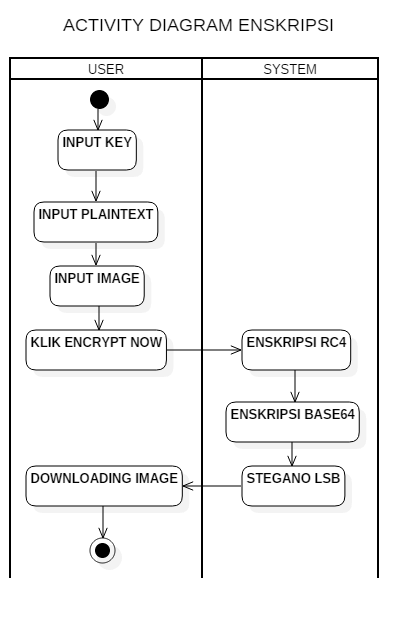 ACTIVITY DIAGRAM ENSKRIPSI
USER
SYSTEM
INPUT KEY
INPUT PLAINTEXT
INPUT IMAGE
KLIK ENCRYPT NOW
ENSKRIPSI RC4
ENSKRIPSI BASE64
STEGANO LSB
DOWNLOADING IMAGE